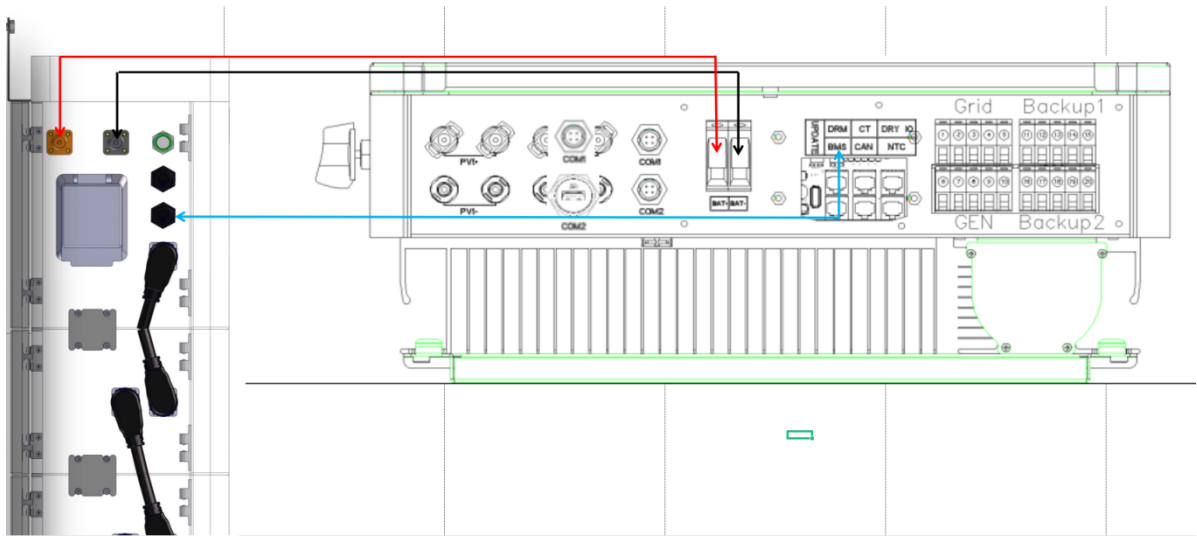 Grid Backup1
UPDATE
DRM CT DRY IO
BMS CAN NTC
1 2 3 4 5 11 12 13 14 15
PV1+ COM1 COM1
6 7 8 9 10 16 17 18 19 20
PV1- COM2 COM2
BAT- BAT-
GEN Backup2